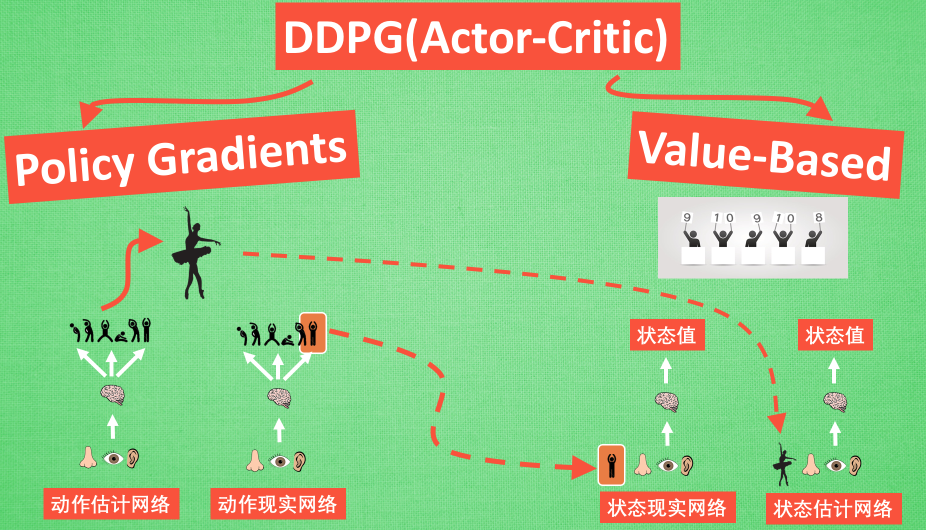 DDPG(Actor-Critic)
Policy Gradients
Value-Based
9 10 9 10 8
状态值
状态值
动作估计网络
动作现实网络
状态现实网络
状态估计网络